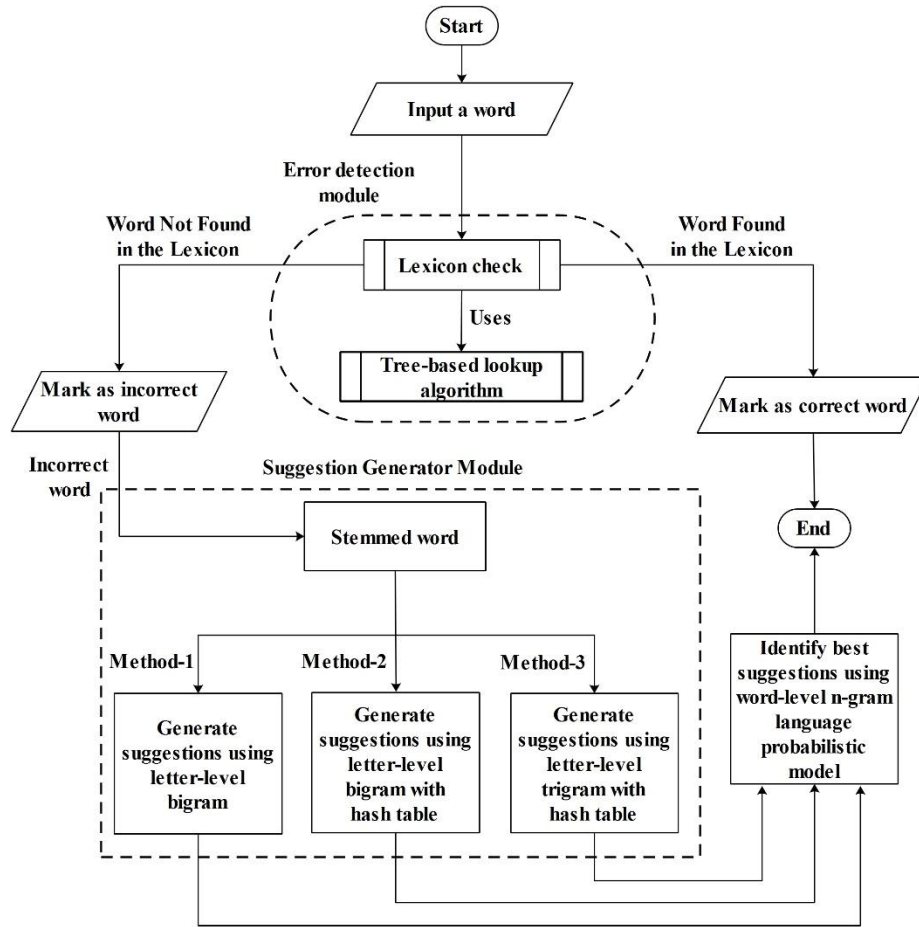 Start
Input a word
Error detection
module
Word Not Found
in the Lexicon
Word Found
in the Lexicon
Lexicon check
Uses
Tree-based lookup
algorithm
Mark as incorrect
word
Mark as correct word
Incorrect
word
Suggestion Generator Module
Stemmed word
End
Method-1
Method-2
Method-3
Generate
suggestions using
letter-level
bigram
Generate
suggestions using
letter-level
bigram with
hash table
Generate
suggestions using
letter-level
trigram with
hash table
Identify best
suggestions using
word-level n-gram
language
probabilistic
model